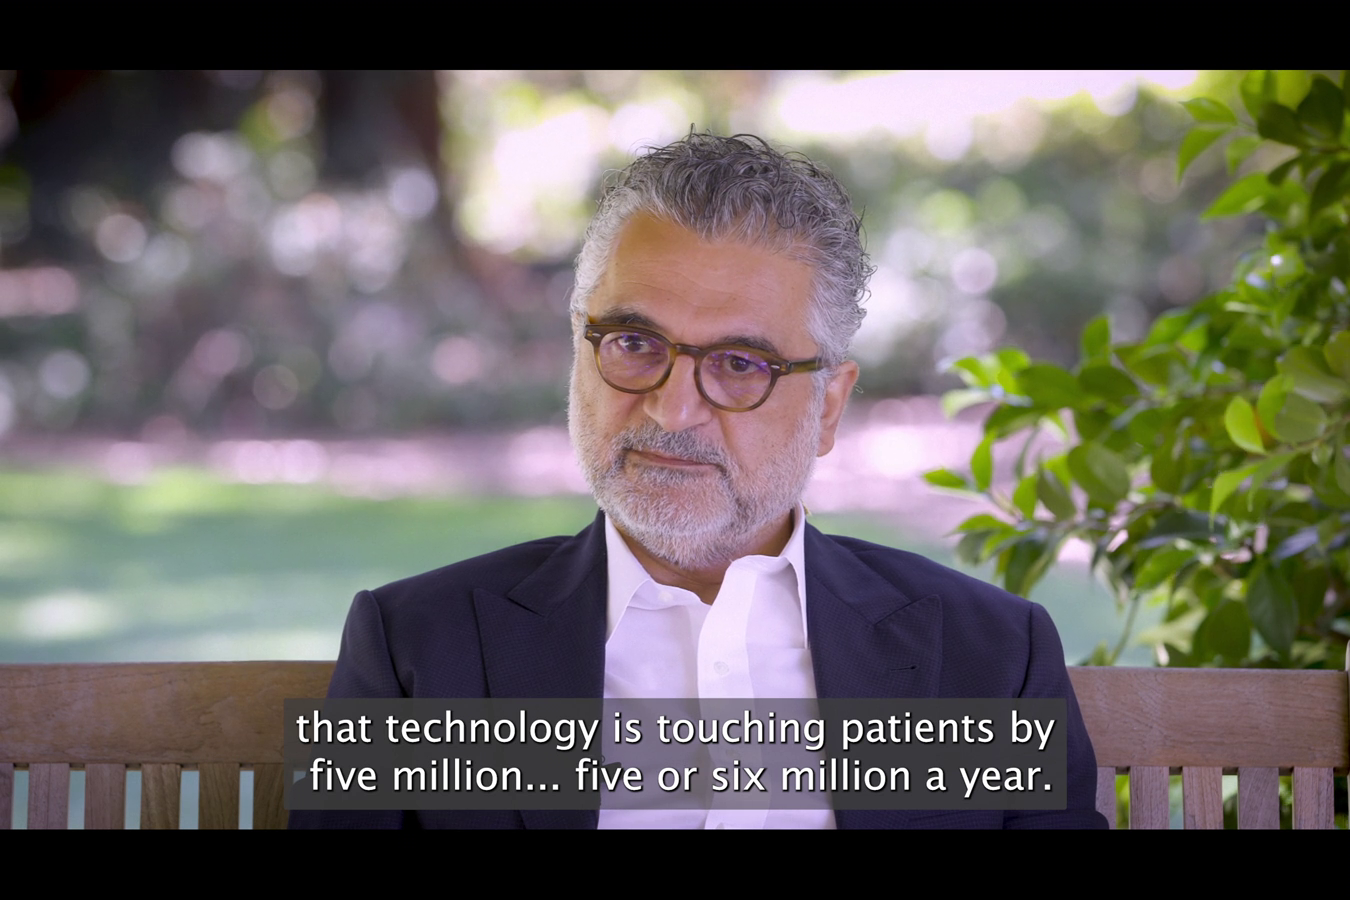 that technology is touching patients by
five million... five or six million a year.